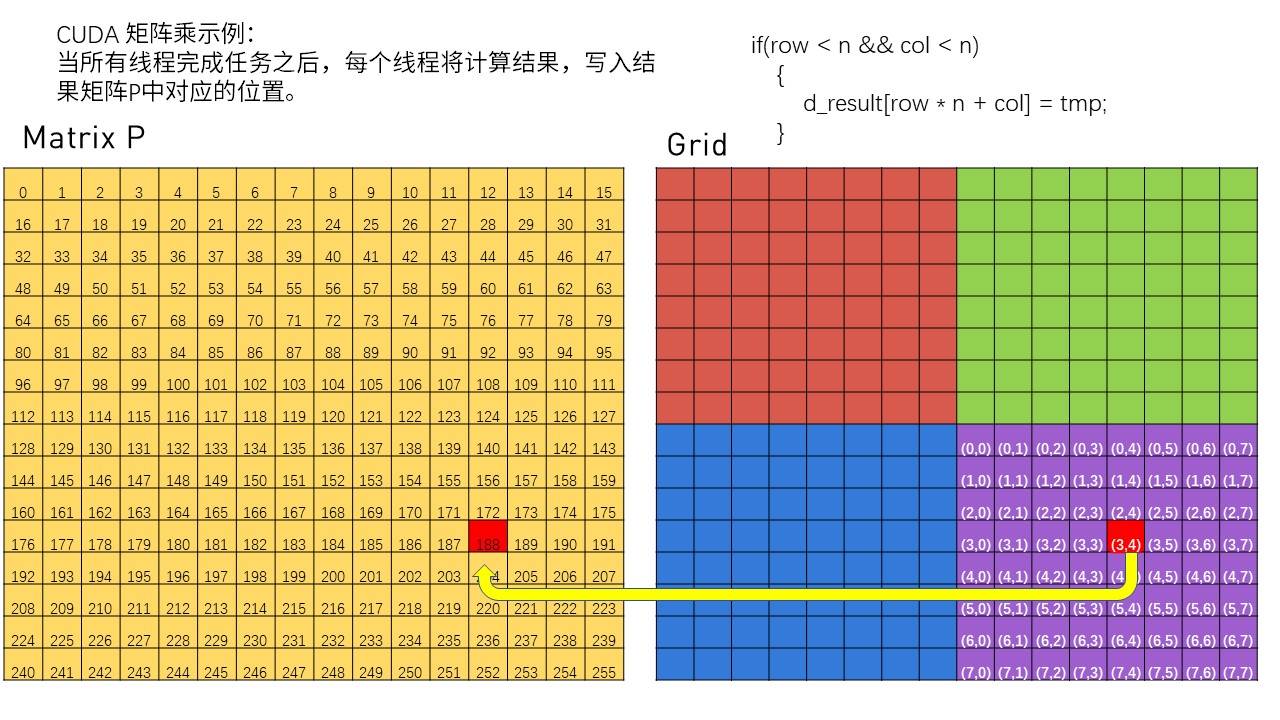 CUDA 矩阵乘示例：
当所有线程完成任务之后，每个线程将计算结果，写入结
果矩阵P中对应的位置。
if(row < n && col < n)
{
d_result[row * n + col] = tmp;
}
Matrix P
0 1 2 3 4 5 6 7 8 9 10 11 12 13 14 15
16 17 18 19 20 21 22 23 24 25 26 27 28 29 30 31
32 33 34 35 36 37 38 39 40 41 42 43 44 45 46 47
48 49 50 51 52 53 54 55 56 57 58 59 60 61 62 63
64 65 66 67 68 69 70 71 72 73 74 75 76 77 78 79
80 81 82 83 84 85 86 87 88 89 90 91 92 93 94 95
96 97 98 99 100 101 102 103 104 105 106 107 108 109 110 111
112 113 114 115 116 117 118 119 120 121 122 123 124 125 126 127
128 129 130 131 132 133 134 135 136 137 138 139 140 141 142 143
144 145 146 147 148 149 150 151 152 153 154 155 156 157 158 159
160 161 162 163 164 165 166 167 168 169 170 171 172 173 174 175
176 177 178 179 180 181 182 183 184 185 186 187 188 189 190 191
192 193 194 195 196 197 198 199 200 201 202 203 205 206 207
208 209 210 211 212 213 214 215 216 217 218 219 220 221 222 223
224 225 226 227 228 229 230 231 232 233 234 235 236 237 238 239
240 241 242 243 244 245 246 247 248 249 250 251 252 253 254 255
Grid
(0,0) (0,1) (0,2) (0,3) (0,4) (0,5) (0,6) (0,7)
(1,0) (1,1) (1,2) (1,3) (1,4) (1,5) (1,6) (1,7)
(2,0) (2,1) (2,2) (2,3) (2,4) (2,5) (2,6) (2,7)
(3,0) (3,1) (3,2) (3,3) (3,4) (3,5) (3,6) (3,7)
(4,0) (4,1) (4,2) (4,3) (4,5) (4,6) (4,7)
(5,0) (5,1) (5,2) (5,3) (5,4) (5,5) (5,6) (5,7)
(6,0) (6,1) (6,2) (6,3) (6,4) (6,5) (6,6) (6,7)
(7,0) (7,1) (7,2) (7,3) (7,4) (7,5) (7,6) (7,7)